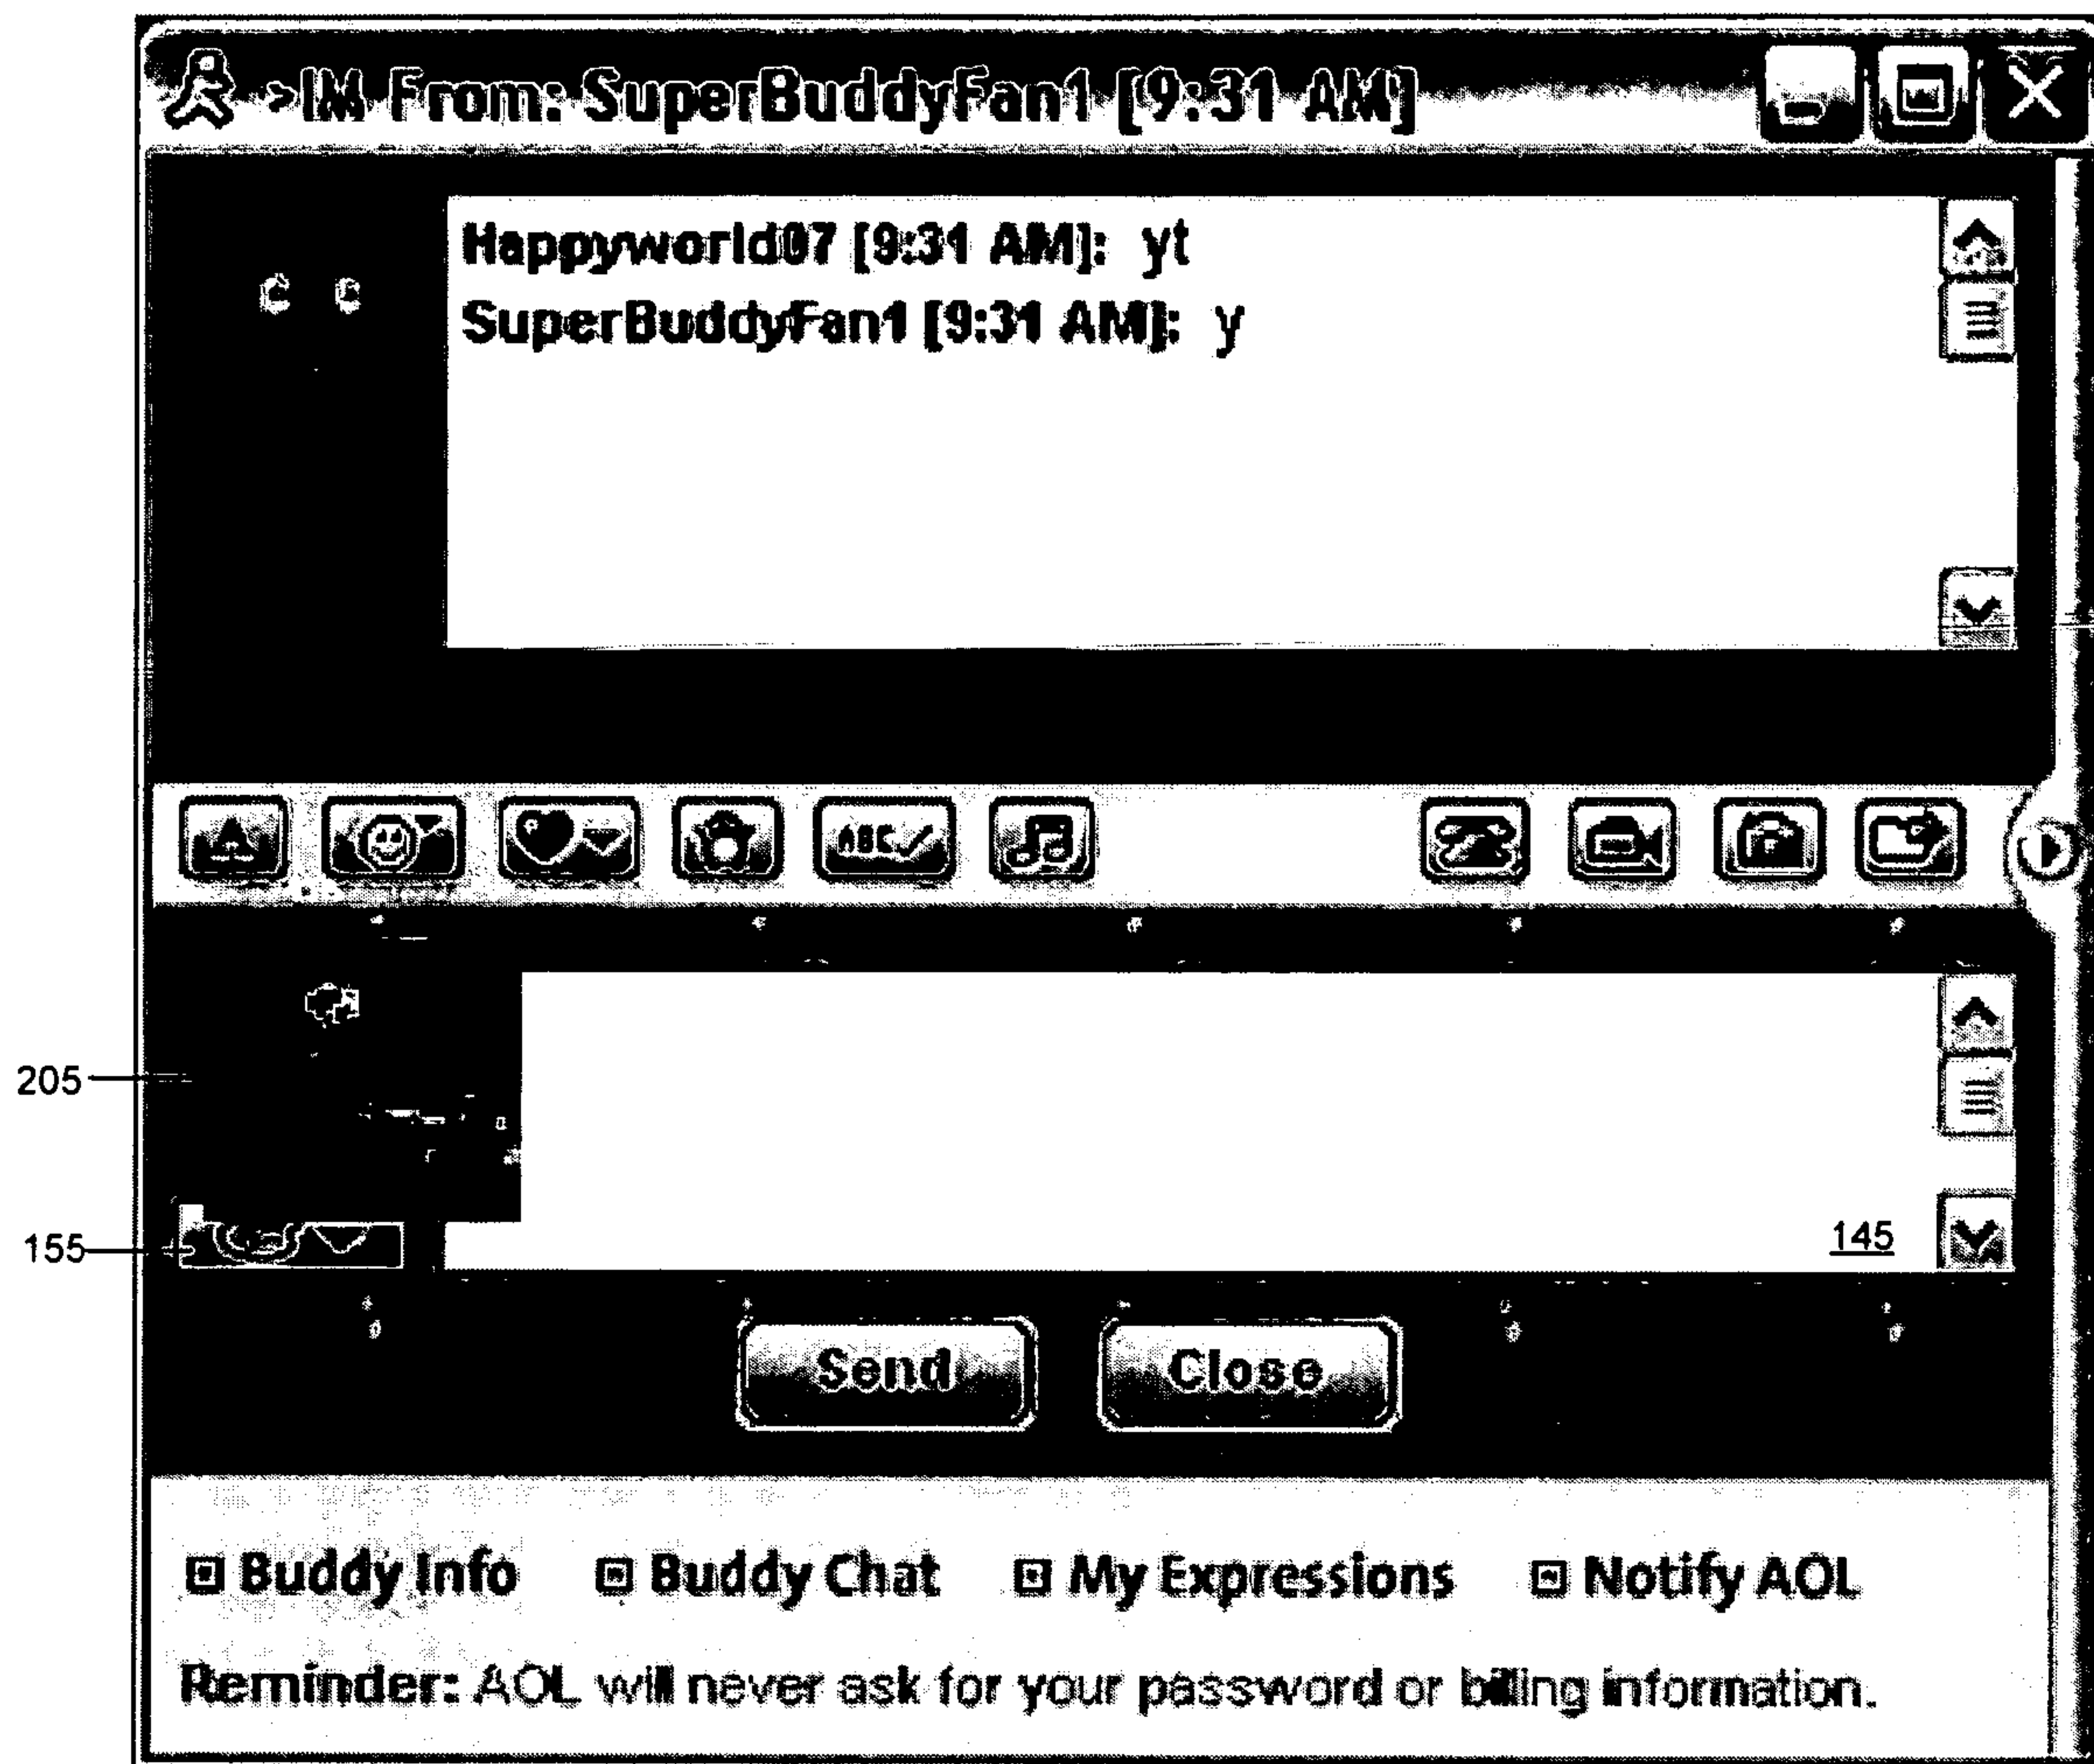 >IM From: SuperBuddyFan1 [9:31 AM]
Happyworld07 [9:31 AM]: yt
SuperBuddyFan1 [9:31 AM]: y
ABC
205
155
145
Send Close
Buddy Info Buddy Chat My Expressions Notify AOL
Reminder: AOL will never ask for your password or billing information.